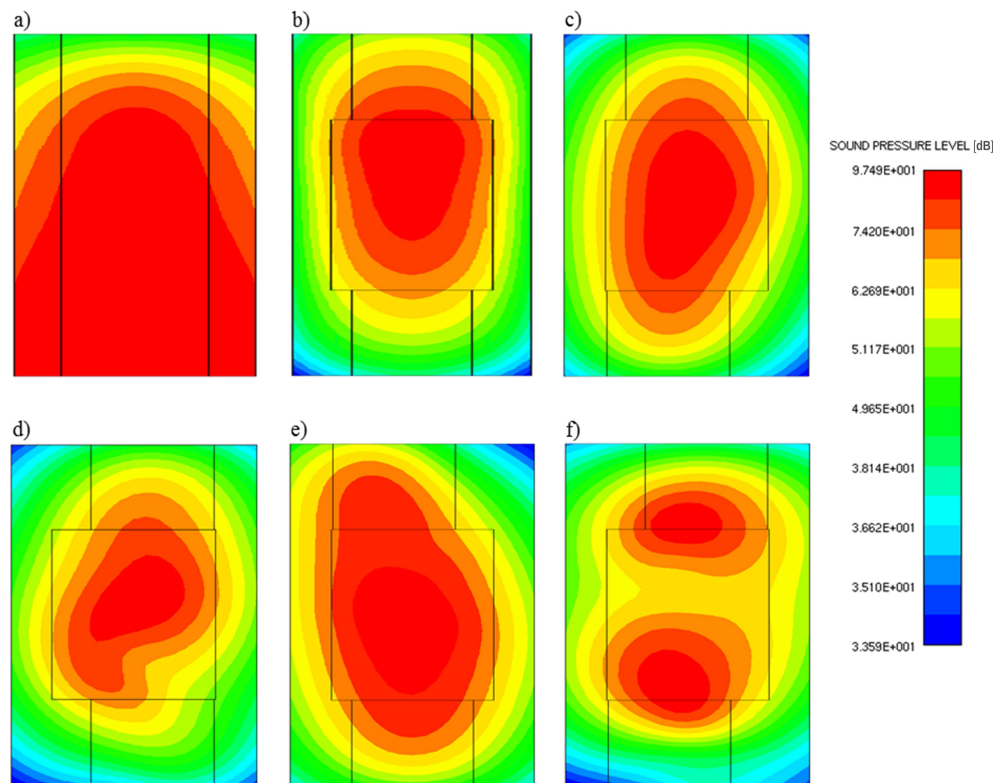 a)
b)
c)
SOUND PRESSURE LEVEL [dB]
9.749E+001
7.420E+001
6.269E+001
5.117E+001
4.965E+001
3.814E+001
3.662E+001
3.510E+001
3.359E+001
d)
e)
f)